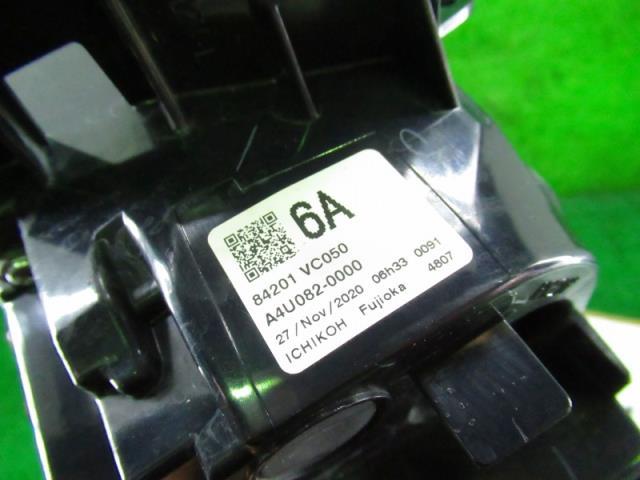 6A
84201 VC050
A4U082-0000
27/Nov/2020 06h33 0091
ICHIKOH Fujioka 4807